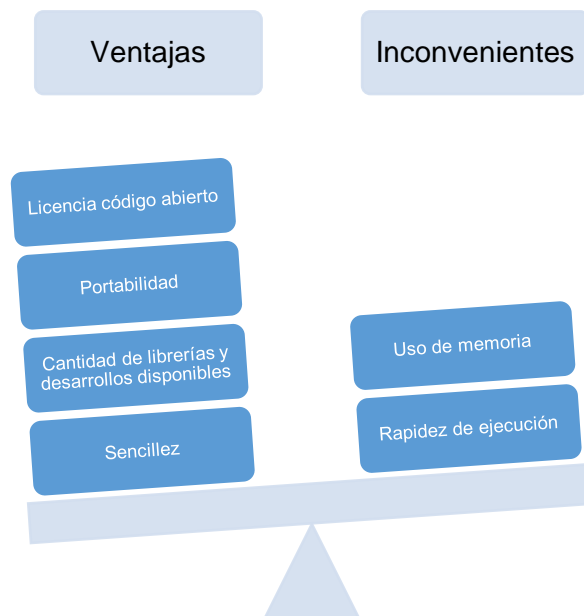 Ventajas
Inconvenientes
Licencia código abierto
Portabilidad
Cantidad de librerías y
desarrollos disponibles
Sencillez
Uso de memoria
Rapidez de ejecución